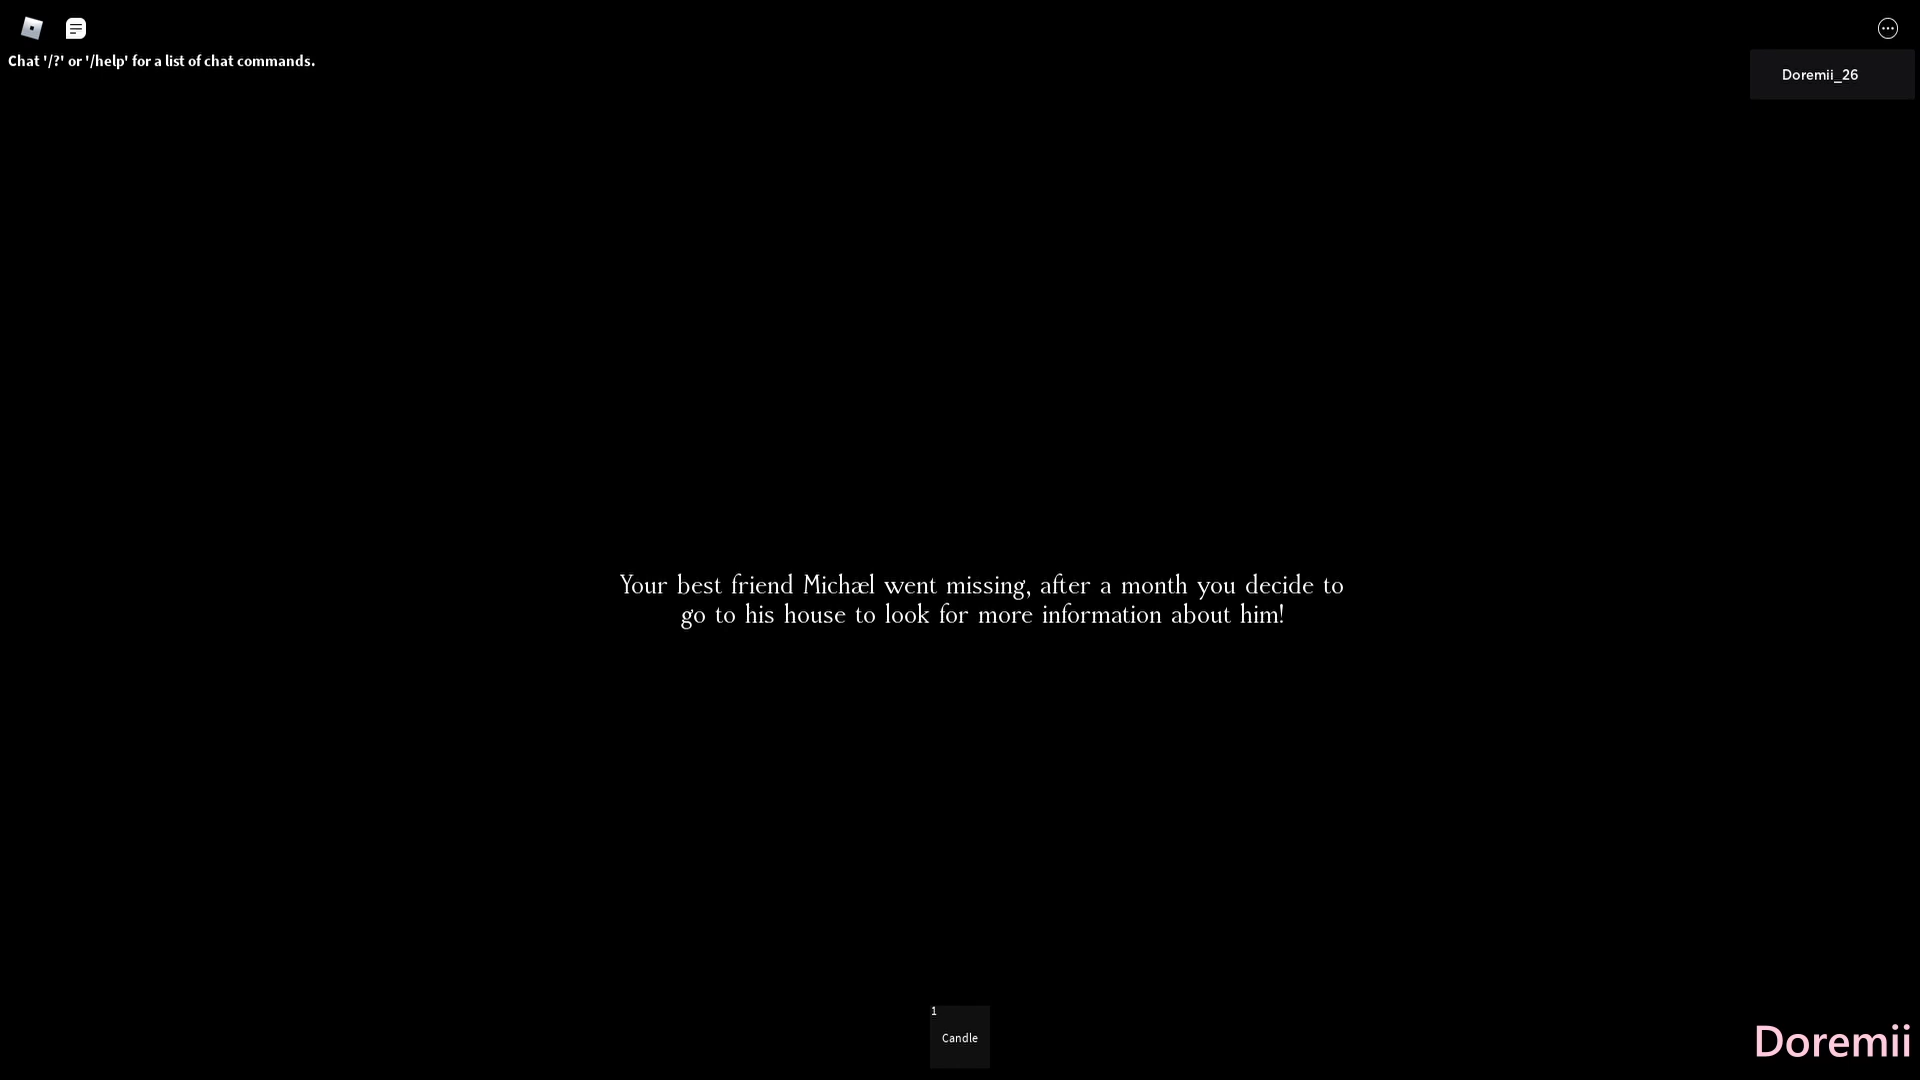 Chat '/?' or '/help' for a list of chat commands.
Doremii_26
Your best friend Michæl went missing, after a month you decide to
go to his house to look for more information about him!
1
Candle
Doremii